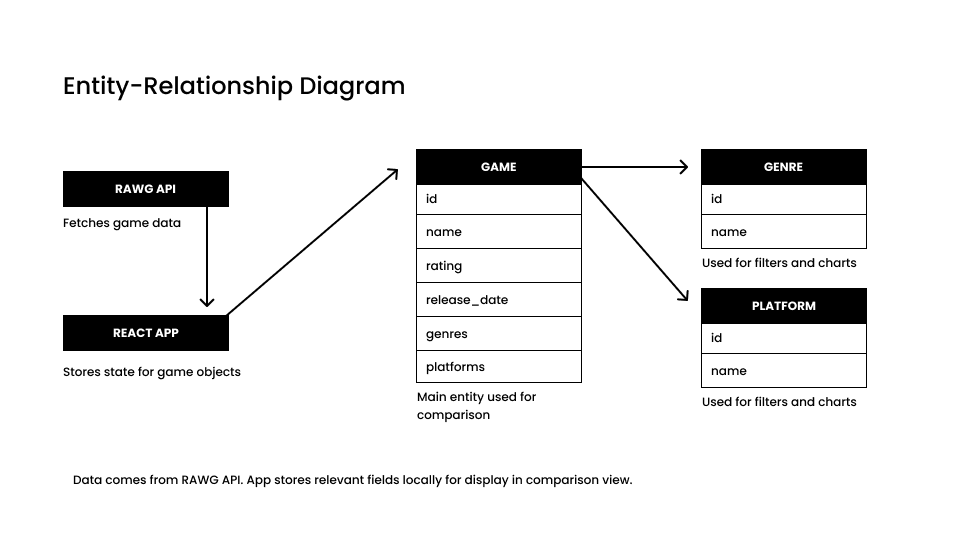 Entity-Relationship Diagram
RAWG API
Fetches game data
REACT APP
Stores state for game objects
GAME
id
name
rating
release_date
genres
platforms
Main entity used for
comparison
GENRE
id
name
Used for filters and charts
PLATFORM
id
name
Used for filters and charts
Data comes from RAWG API. App stores relevant fields locally for display in comparison view.